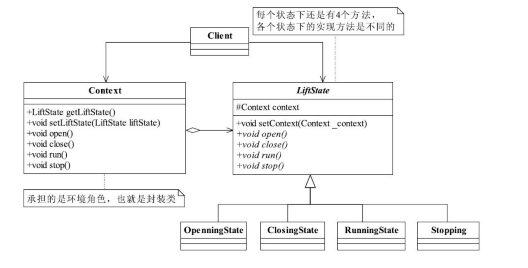 每个状态下还是有4个方法，
各个状态下的实现方法是不同的
Client
Context
+LiftState getLiftState()
+void setLiftState(LiftState liftState)
+void open()
+void close()
+void run()
+void stop()
LiftState
#Context context
+void setContext(Context _context)
+void open()
+void close()
+void run()
+void stop()
承担的是环境角色，也就是封装类
OpenningState
ClosingState
RunningState
Stopping